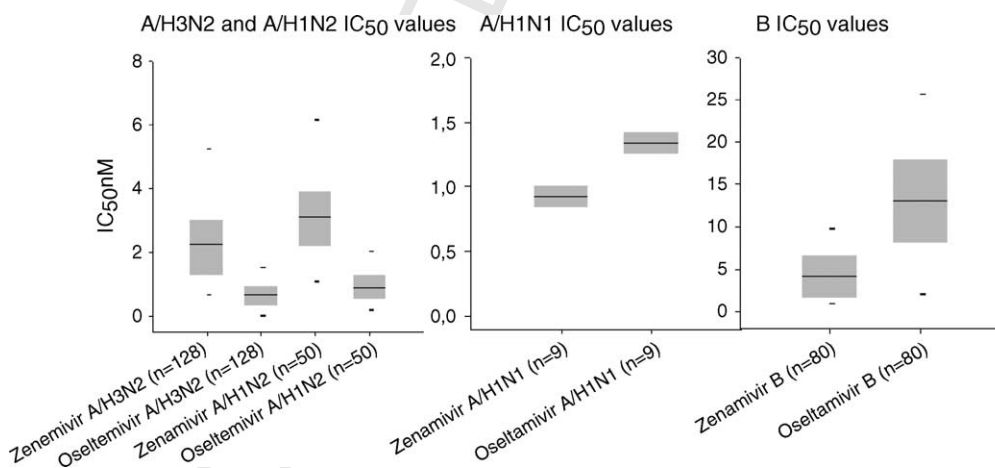 A/H3N2 and A/H1N2 IC50 values
A/H1N1 IC50 values
B IC50 values
IC50nM
8
6
4
2
0
Zenemivir A/H3N2 (n=128)
Oseltemivir A/H3N2 (n=128)
Zenamivir A/H1N2 (n=50)
Oseltemivir A/H1N2 (n=50)
2,0
1,5
1,0
0,5
0,0
Zenamivir A/H1N1 (n=9)
Oseltamivir A/H1N1 (n=9)
30
25
20
15
10
5
0
Zenamivir B (n=80)
Oseltamivir B (n=80)